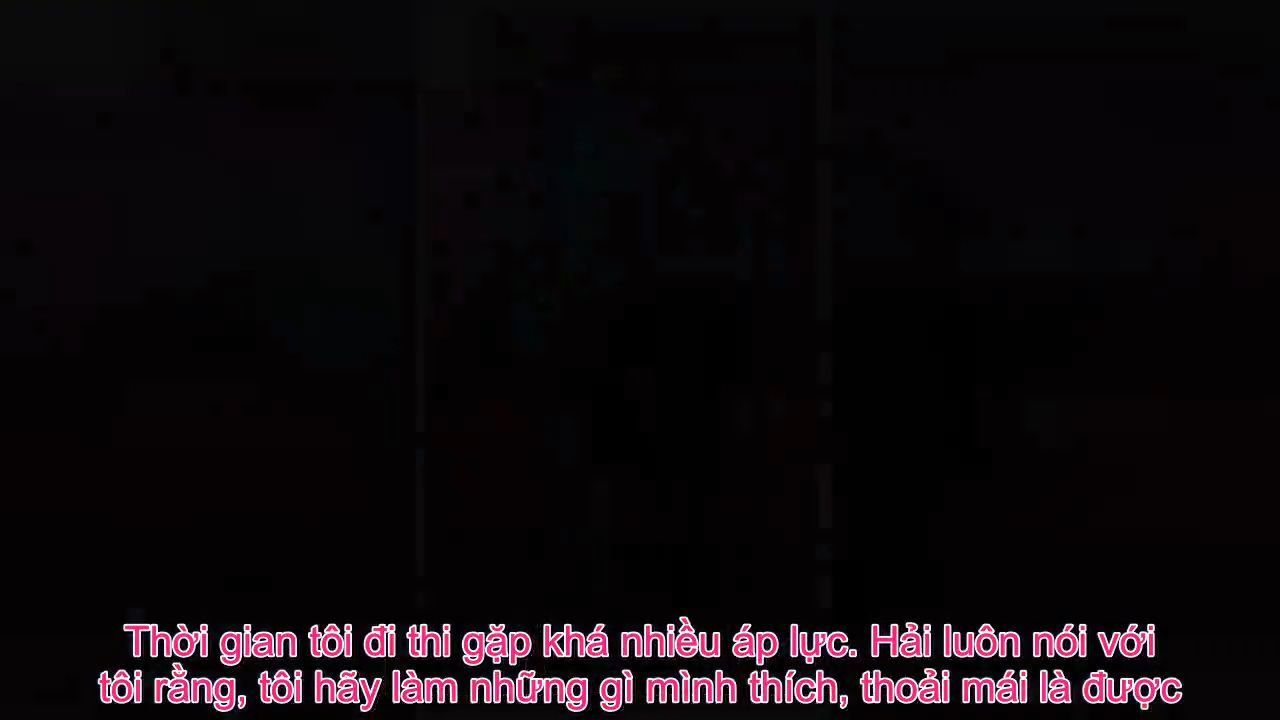 Thời gian tôi đi thi gặp khá nhiều áp lực. Hải luôn nói với
tôi rằng, tôi hãy làm những gì mình thích, thoải mái là được